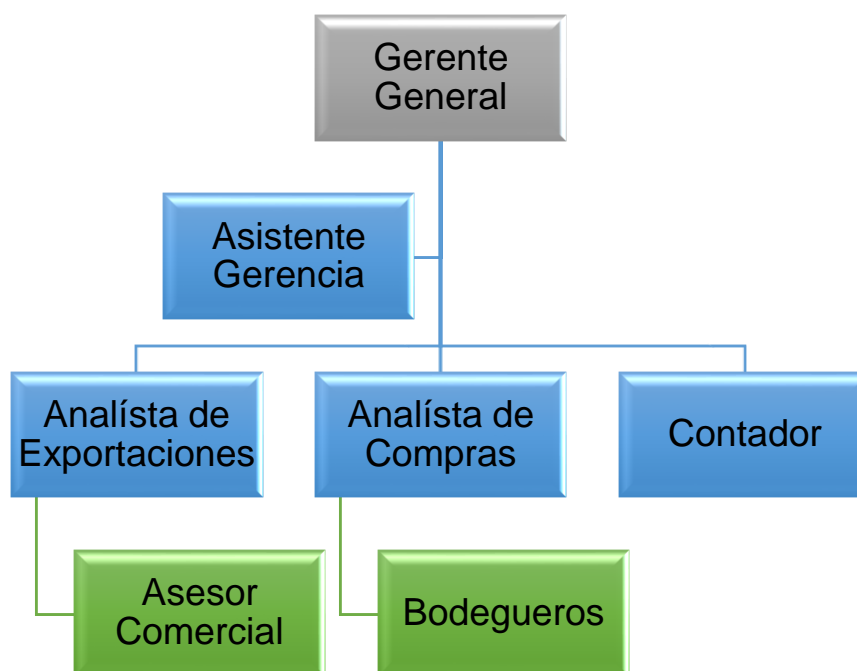 Gerente
General
Asistente
Gerencia
Analísta de
Exportaciones
Analísta de
Compras
Contador
Asesor
Comercial
Bodegueros